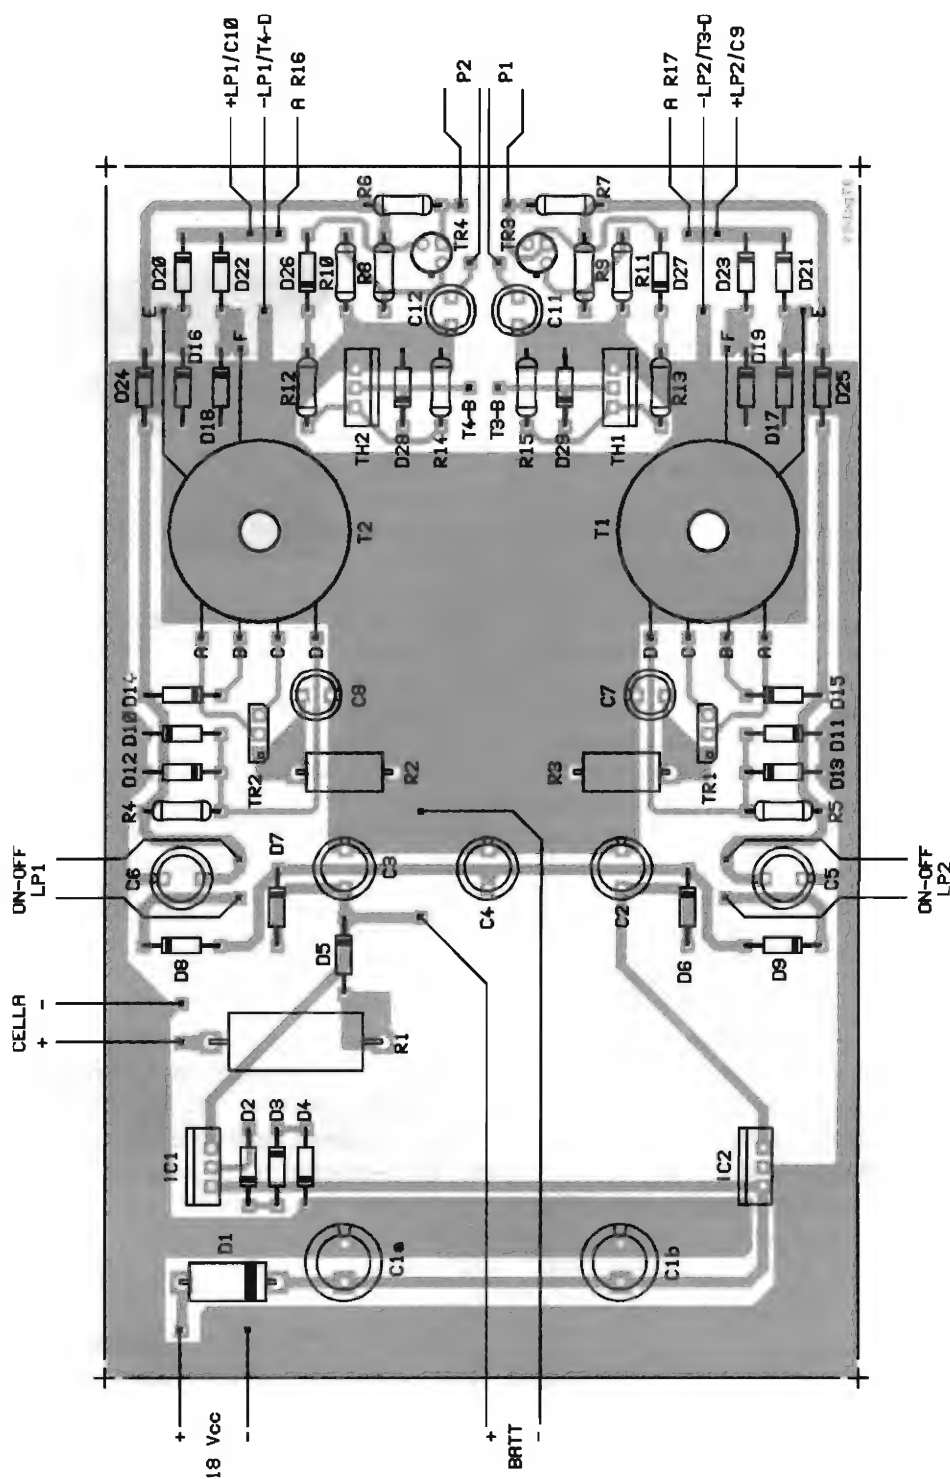 +LP1/C10
-LP1/T4-D
A R16
P2
P1
A R17
-LP2/T3-D
+LP2/C9
R6
R7
TR4
TR3
D20
D22
D26
R10
R8
C12
C11
R9
R11
D27
D23
D21
E
D16
F
F
D19
E
D24
D18
R12
TH2
D28
R14
T4-B
T3-B
R15
D29
TH1
R13
D17
D25
T2
T1
A
B
C
D
D
C
B
A
D14
D10
D12
R4
TR2
C8
R2
C7
R3
TR1
D15
D11
D13
R5
ON-OFF
LP1
C6
D7
C3
C4
C2
C5
ON-OFF
LP2
D8
D5
D6
D9
CELLA
-
+
R1
IC1
D2
D3
D4
IC2
D1
C1a
C1b
+
18 Vcc
-
+
BATT
-